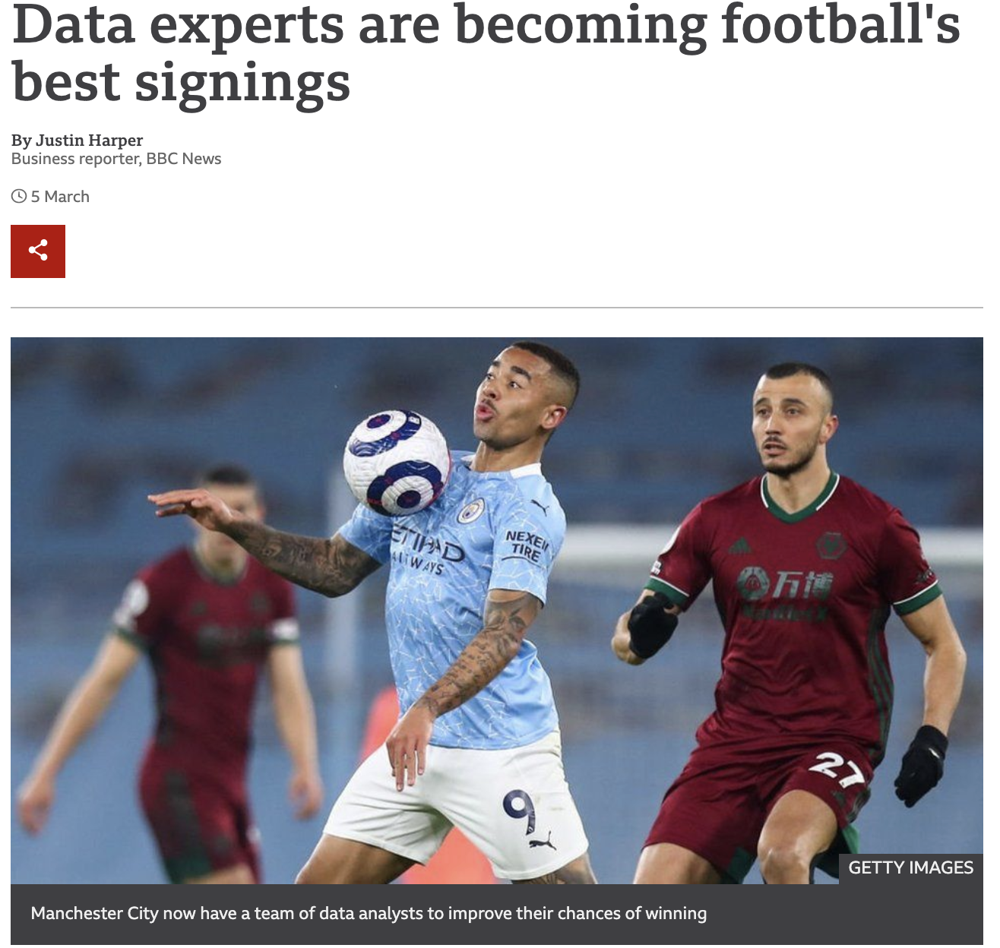 Data experts are becoming football's
best signings
By Justin Harper
Business reporter, BBC News
5 March
ETIHAD
AIRWAYS
NEXEN
TIRE
万博
9
27
GETTY IMAGES
Manchester City now have a team of data analysts to improve their chances of winning